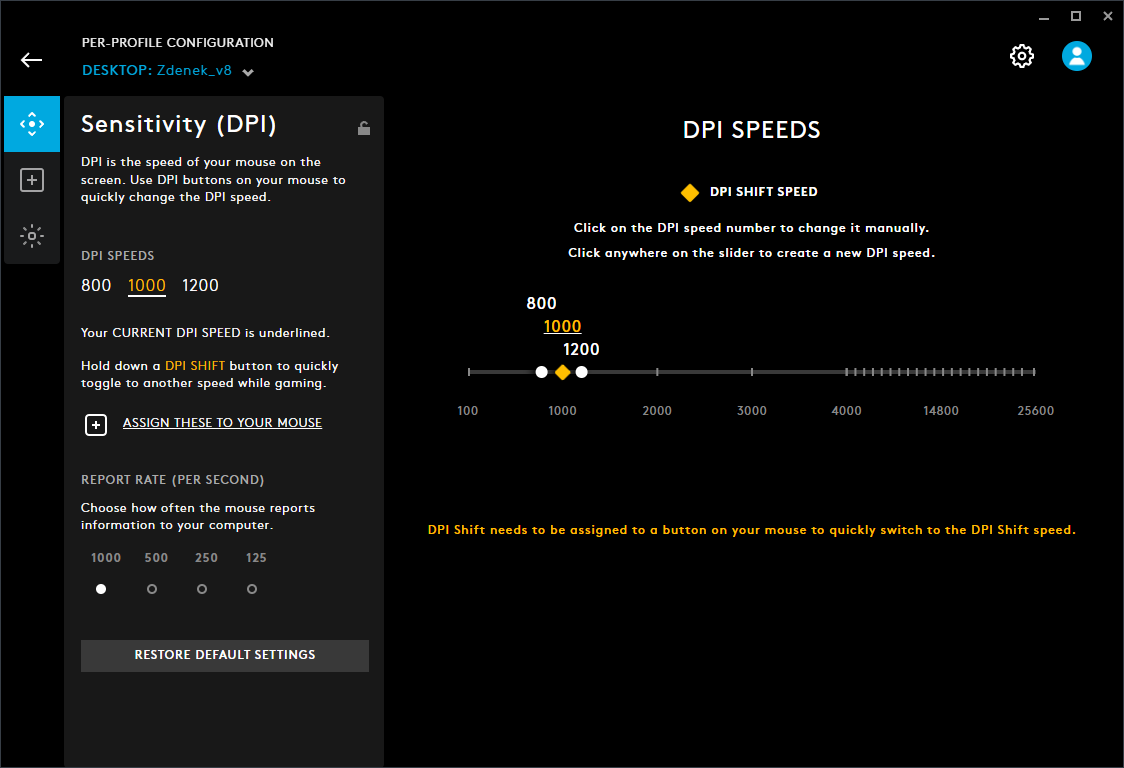 PER-PROFILE CONFIGURATION
DESKTOP: Zdenek_v8
Sensitivity (DPI)
DPI is the speed of your mouse on the
screen. Use DPI buttons on your mouse to
quickly change the DPI speed.
DPI SPEEDS
800 1000 1200
Your CURRENT DPI SPEED is underlined.
Hold down a DPI SHIFT button to quickly
toggle to another speed while gaming.
ASSIGN THESE TO YOUR MOUSE
REPORT RATE (PER SECOND)
Choose how often the mouse reports
information to your computer.
1000 500 250 125
RESTORE DEFAULT SETTINGS
DPI SPEEDS
DPI SHIFT SPEED
Click on the DPI speed number to change it manually.
Click anywhere on the slider to create a new DPI speed.
800
1000
1200
100 1000 2000 3000 4000 14800 25600
DPI Shift needs to be assigned to a button on your mouse to quickly switch to the DPI Shift speed.